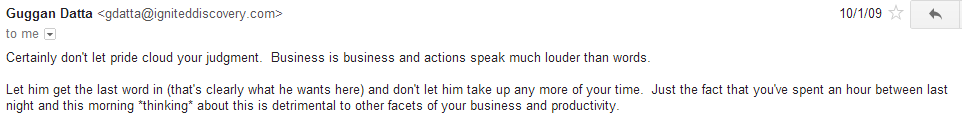 Guggan Datta <gdatta@igniteddiscovery.com> 10/1/09
to me
Certainly don't let pride cloud your judgment.  Business is business and actions speak much louder than words.
Let him get the last word in (that's clearly what he wants here) and don't let him take up any more of your time.  Just the fact that you've spent an hour between last
night and this morning *thinking* about this is detrimental to other facets of your business and productivity.